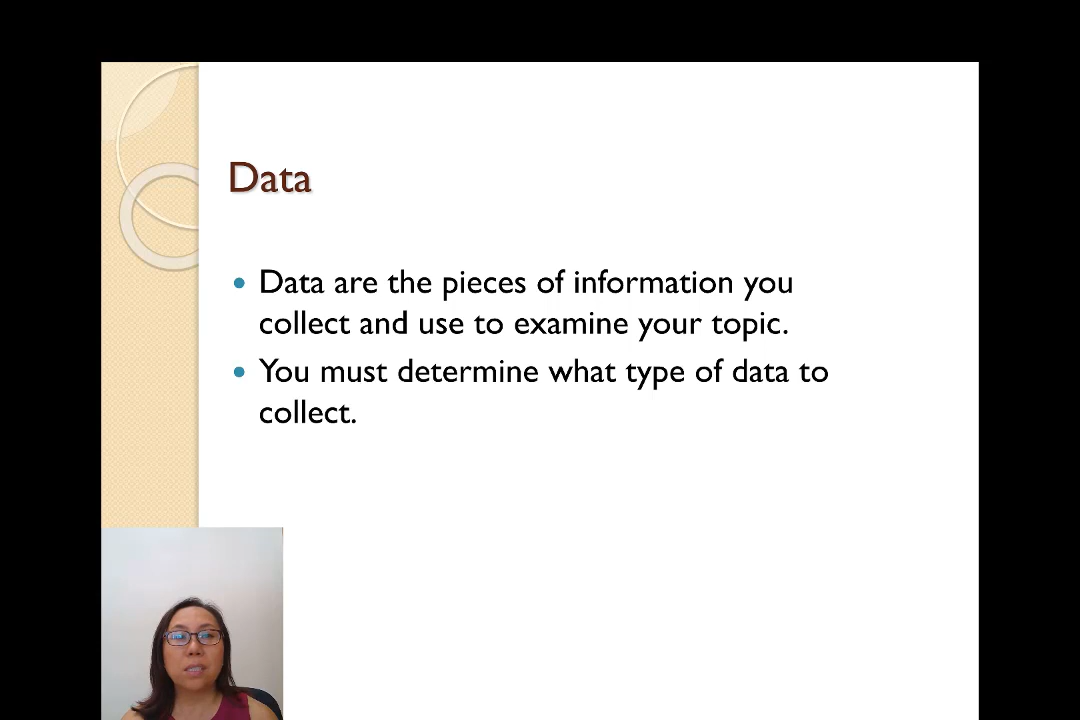 Data
Data are the pieces of information you
collect and use to examine your topic.
You must determine what type of data to
collect.